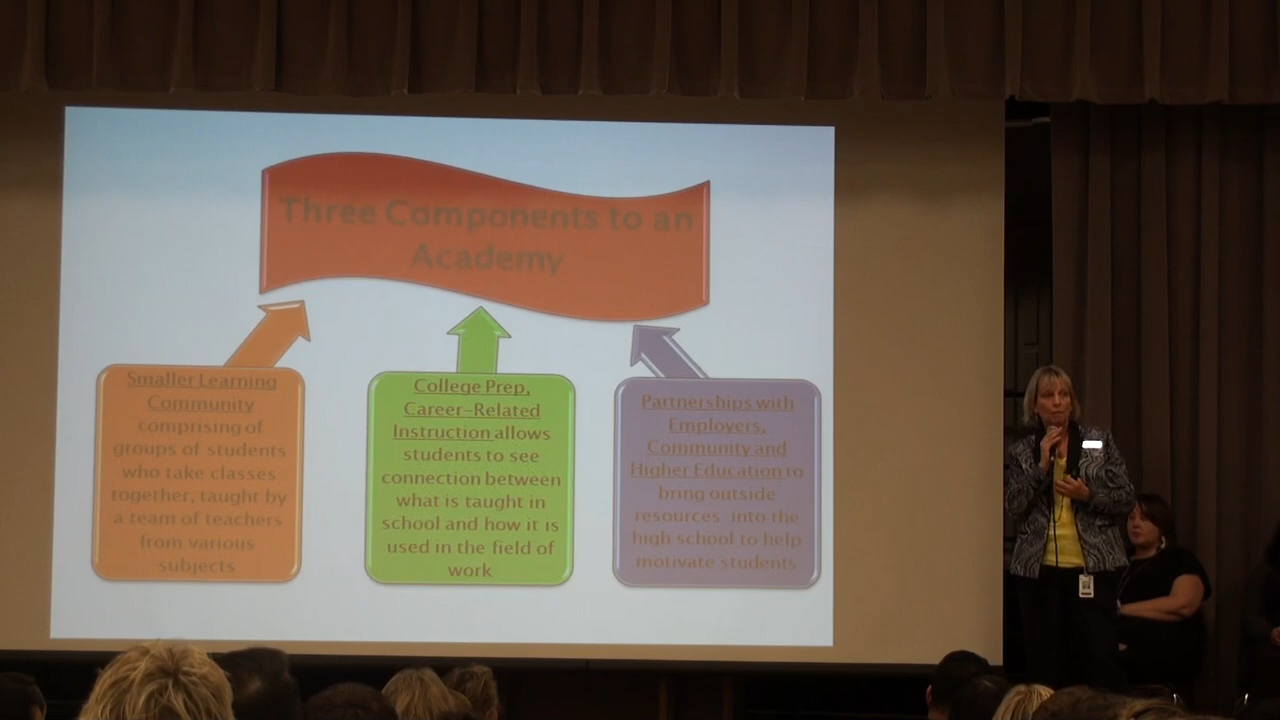 Three Components to an
Academy
Smaller Learning
Community
comprising of
groups of students
who take classes
together, taught by
a team of teachers
from various
subjects
College Prep,
Career-Related
Instruction allows
students to see
connection between
what is taught in
school and how it is
used in the field of
work
Partnerships with
Employers,
Community and
Higher Education to
bring outside
resources into the
high school to help
motivate students